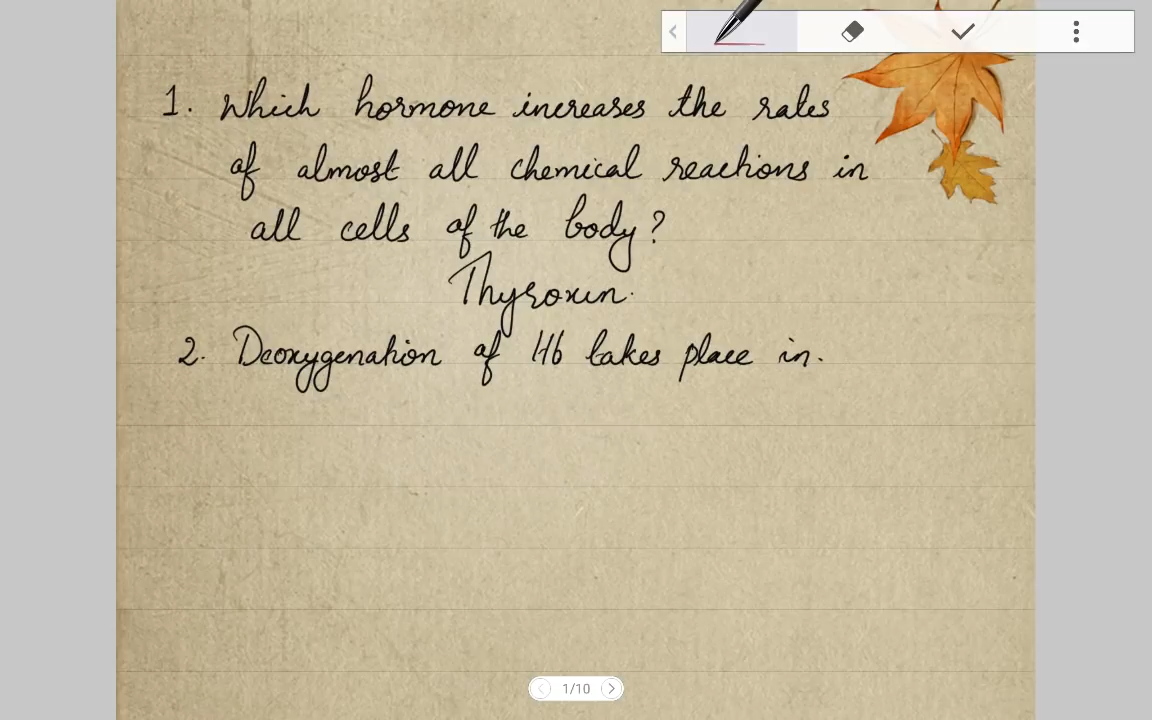 1. Which hormone increases the rates
of almost all chemical reactions in
all cells of the body?
Thyroxin.
2. Deoxygenation of Hb takes place in.
1/10